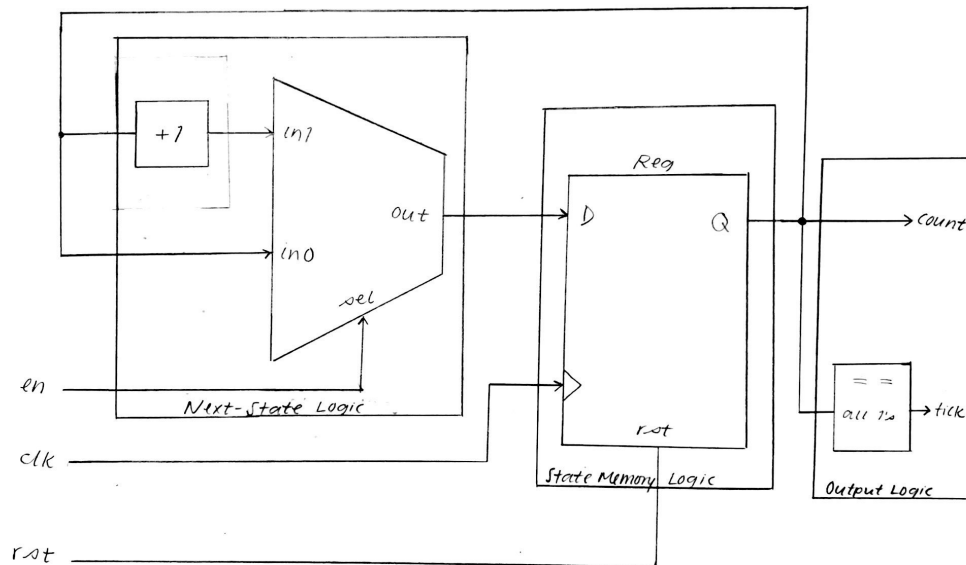 +1
in1
out
in0
sel
en
Next-State Logic
clk
rst
Reg
D
Q
rst
State Memory Logic
count
==
all 1's
tick
Output Logic